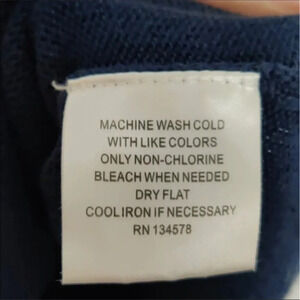 MACHINE WASH COLD
WITH LIKE COLORS
ONLY NON-CHLORINE
BLEACH WHEN NEEDED
DRY FLAT
COOLIRON IF NECESSARY
RN 134578